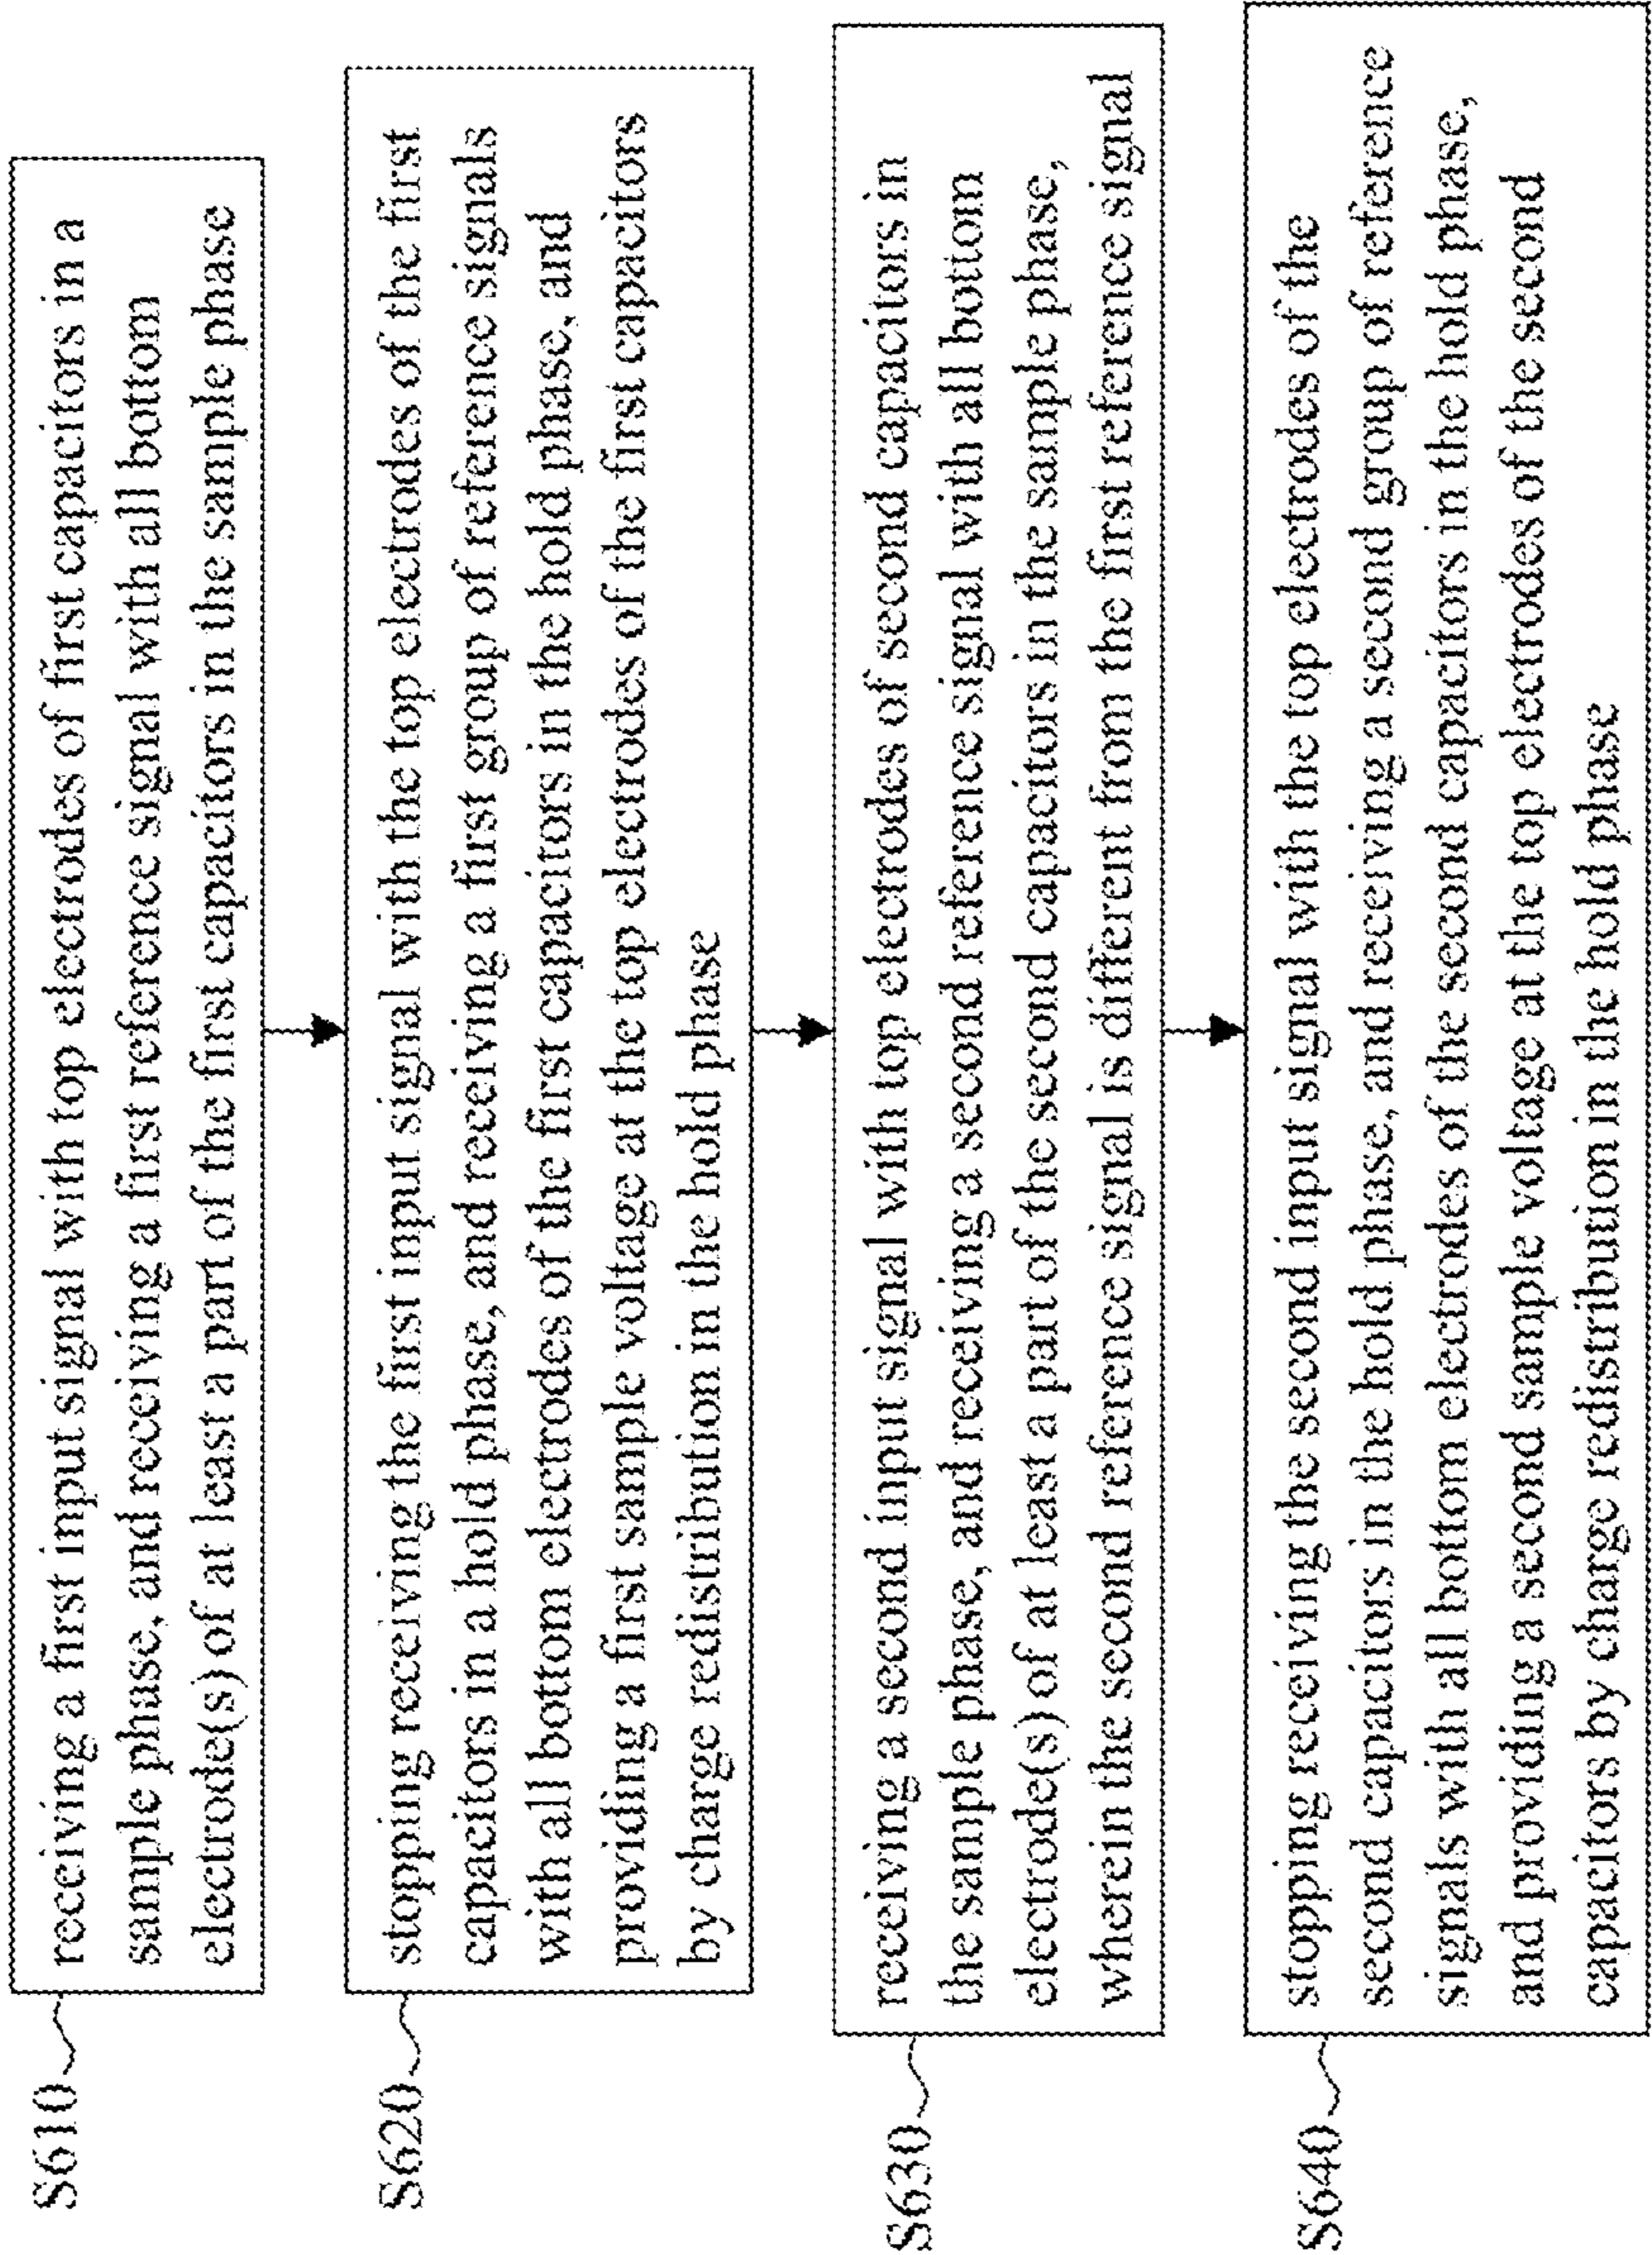 S610
receiving a first input signal with top electrodes of first capacitors in a
sample phase, and receiving a first reference signal with all bottom
electrode(s) of at least a part of the first capacitors in the sample phase
S620
stopping receiving the first input signal with the top electrodes of the first
capacitors in a hold phase, and receiving a first group of reference signals
with all bottom electrodes of the first capacitors in the hold phase, and
providing a first sample voltage at the top electrodes of the first capacitors
by charge redistribution in the hold phase
S630
receiving a second input signal with top electrodes of second capacitors in
the sample phase, and receiving a second reference signal with all bottom
electrode(s) of at least a part of the second capacitors in the sample phase,
wherein the second reference signal is different from the first reference signal
S640
stopping receiving the second input signal with the top electrodes of the
second capacitors in the hold phase, and receiving a second group of reference
signals with all bottom electrodes of the second capacitors in the hold phase,
and providing a second sample voltage at the top electrodes of the second
capacitors by charge redistribution in the hold phase